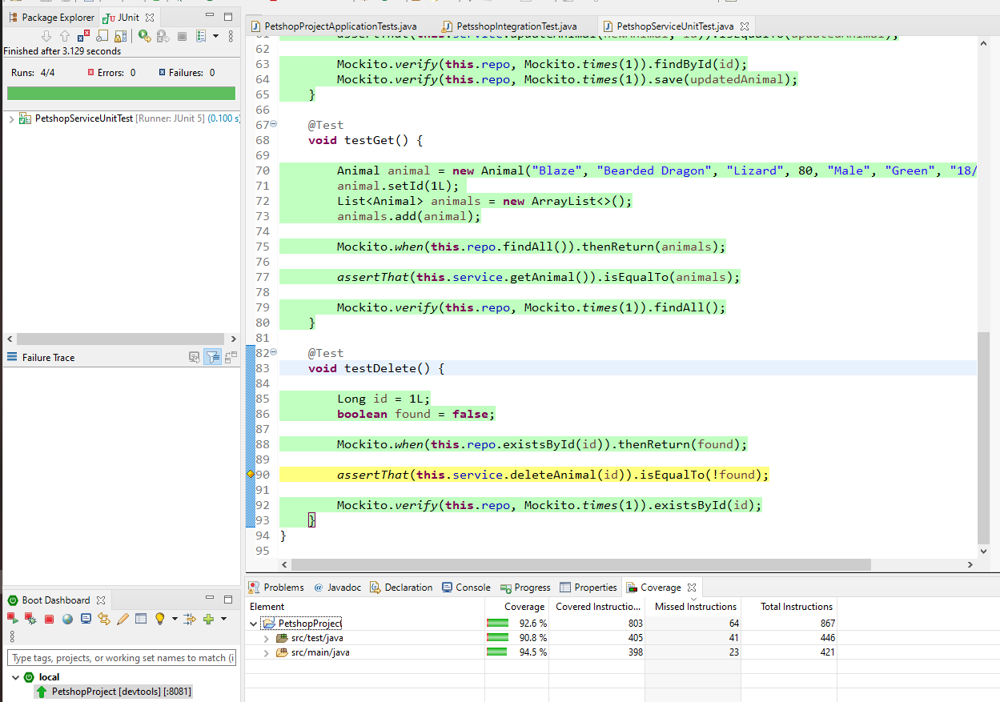 Package Explorer
JUnit
Finished after 3.129 seconds
Runs: 4/4
Errors: 0
Failures: 0
PetshopServiceUnitTest [Runner: JUnit 5] (0.100 s)
Failure Trace
Boot Dashboard
Type tags, projects, or working set names to match (i
local
PetshopProject [devtools] [:8081]
PetshopProjectApplicationTests.java
PetsshopIntegrationTest.java
PetshopServiceUnitTest.java
62
63 Mockito.verify(this.repo, Mockito.times(1)).findById(id);
64 Mockito.verify(this.repo, Mockito.times(1)).save(updatedAnimal);
65 }
66
67 @Test
68 void testGet() {
69
70 Animal animal = new Animal("Blaze", "Bearded Dragon", "Lizard", 80, "Male", "Green", "18/
71 animal.setId(1L);
72 List<Animal> animals = new ArrayList<>();
73 animals.add(animal);
74
75 Mockito.when(this.repo.findAll()).thenReturn(animals);
76
77 assertThat(this.service.getAnimal()).isEqualTo(animals);
78
79 Mockito.verify(this.repo, Mockito.times(1)).findAll();
80 }
81
82 @Test
83 void testDelete() {
84
85 Long id = 1L;
86 boolean found = false;
87
88 Mockito.when(this.repo.existsById(id)).thenReturn(found);
89
90 assertThat(this.service.deleteAnimal(id)).isEqualTo(!found);
91
92 Mockito.verify(this.repo, Mockito.times(1)).existsById(id);
93 }
94 }
95
Problems
@ Javadoc
Declaration
Console
Progress
Properties
Coverage
Element Coverage Covered Instructio... Missed Instructions Total Instructions
PetshopProject 92.6 % 803 64 867
src/test/java 90.8 % 405 41 446
src/main/java 94.5 % 398 23 421